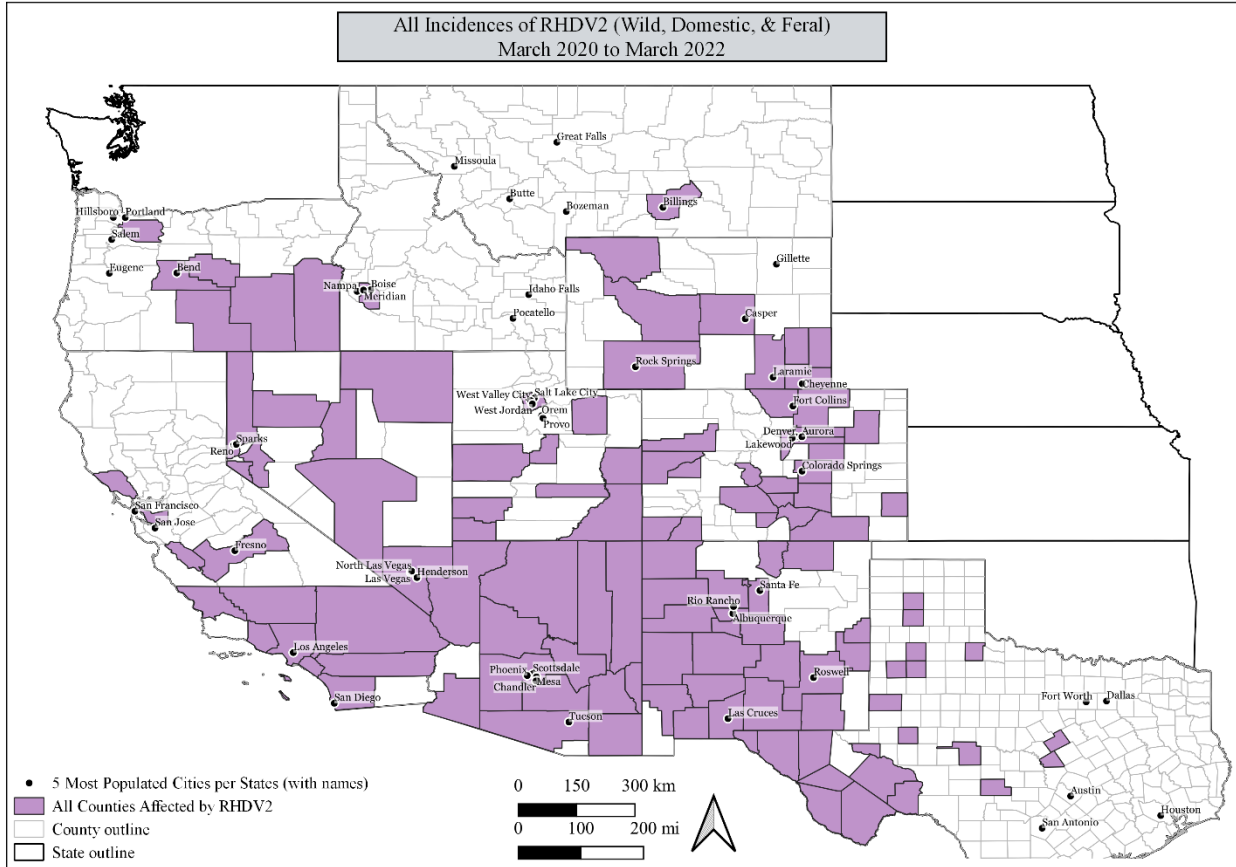 All Incidences of RHDV2 (Wild, Domestic, & Feral)
March 2020 to March 2022
Great Falls
Missoula
Butte
Bozeman
Billings
Hillsboro
Portland
Salem
Eugene
Bend
Nampa
Boise
Meridian
Idaho Falls
Pocatello
Gillette
Casper
Rock Springs
Laramie
Cheyenne
Fort Collins
West Valley City
Salt Lake City
West Jordan
Orem
Provo
Denver
Aurora
Lakewood
Colorado Springs
Sparks
Reno
San Francisco
San Jose
Fresno
North Las Vegas
Henderson
Las Vegas
Santa Fe
Rio Rancho
Albuquerque
Los Angeles
Phoenix
Scottsdale
Mesa
Chandler
Roswell
San Diego
Tucson
Las Cruces
Fort Worth
Dallas
Austin
Houston
San Antonio
5 Most Populated Cities per States (with names)
All Counties Affected by RHDV2
County outline
State outline
0 150 300 km
0 100 200 mi